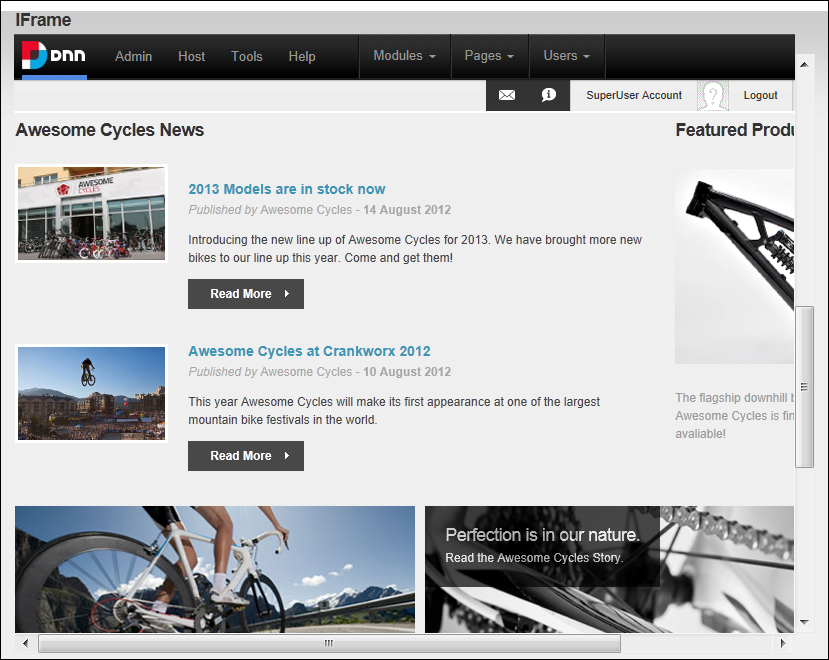 IFrame
DNN Admin Host Tools Help Modules Pages Users
SuperUser Account Logout
Awesome Cycles News
Featured Produ
AWESOME
CYCLES
2013 Models are in stock now
Published by Awesome Cycles - 14 August 2012
Introducing the new line up of Awesome Cycles for 2013. We have brought more new
bikes to our line up this year. Come and get them!
Read More
Awesome Cycles at Crankworx 2012
Published by Awesome Cycles - 10 August 2012
This year Awesome Cycles will make its first appearance at one of the largest
mountain bike festivals in the world.
Read More
The flagship downhill b
Awesome Cycles is fin
avaliable!
Perfection is in our nature.
Read the Awesome Cycles Story.